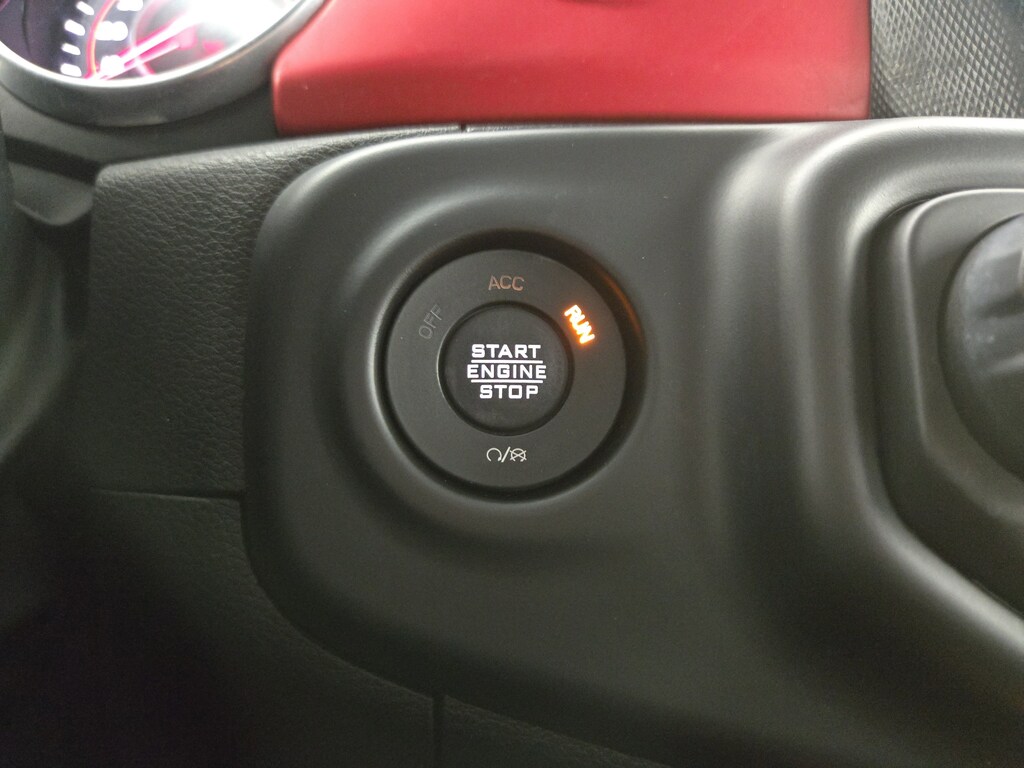 ACC
OFF
RUN
START
ENGINE
STOP